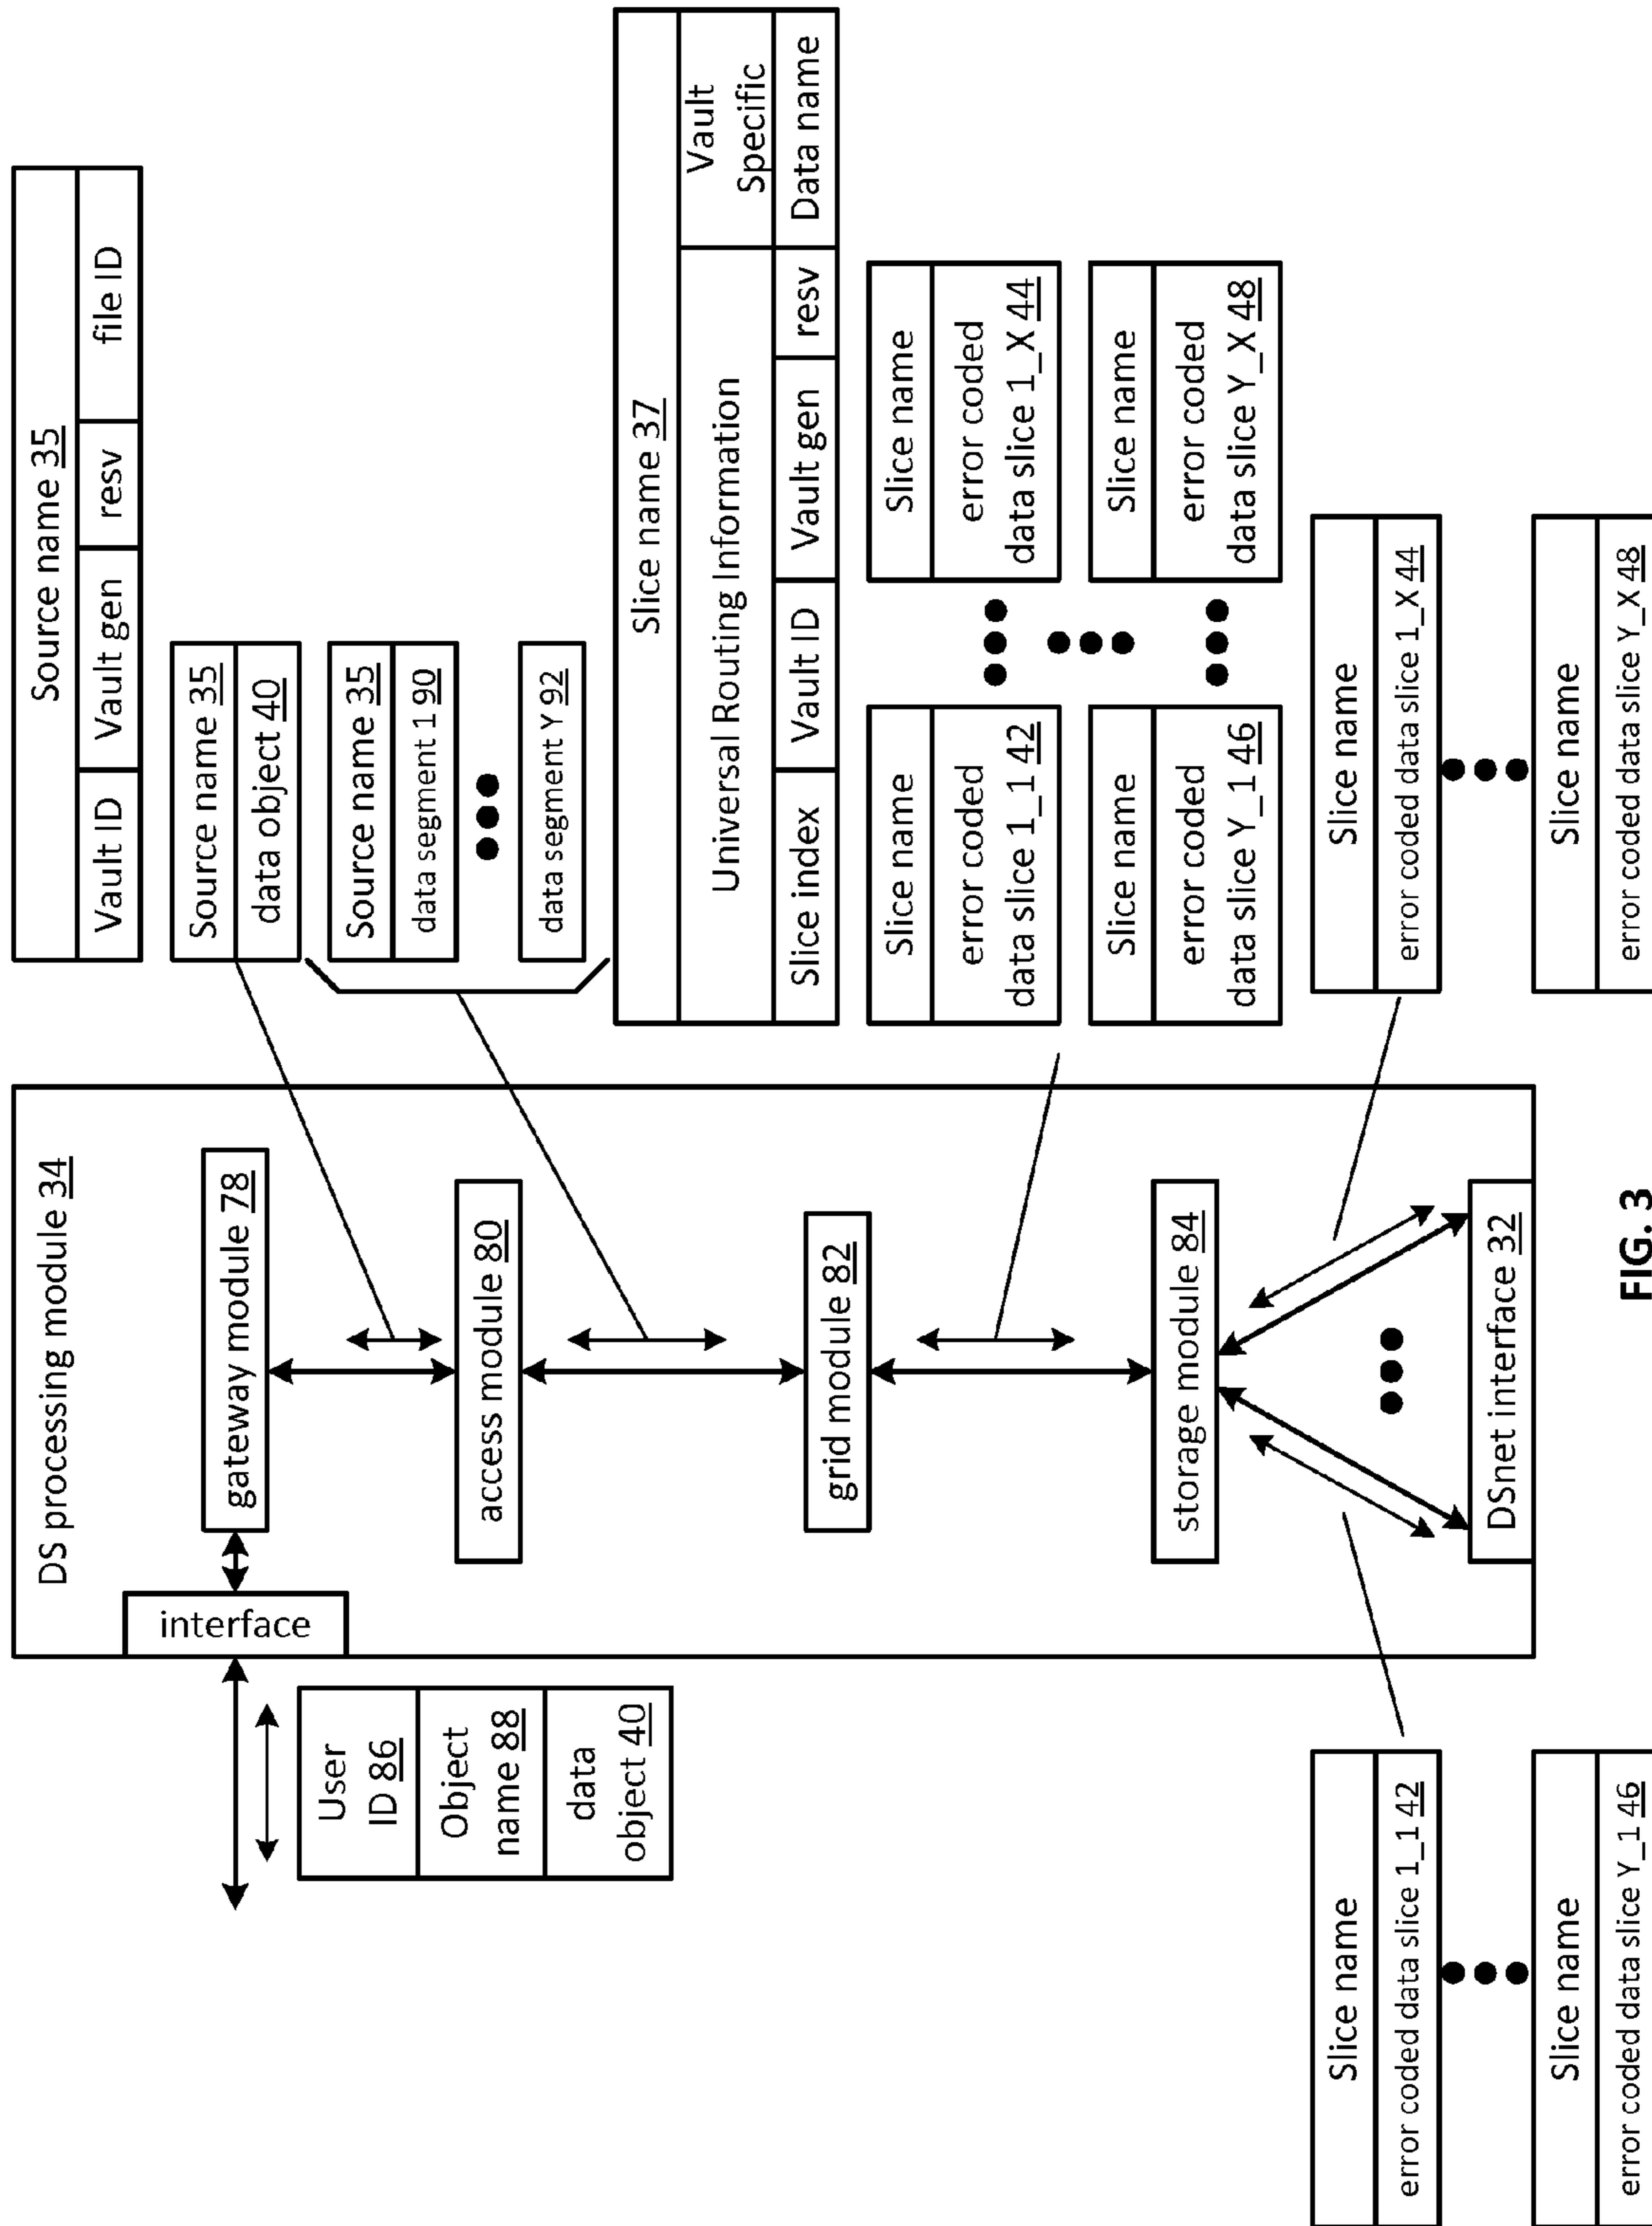 DS processing module 34
interface
gateway module 78
access module 80
grid module 82
storage module 84
DSnet interface 32
User
ID 86
Object
name 88
data
object 40
Source name 35
Vault ID
Vault gen
resv
file ID
Source name 35
data object 40
Source name 35
data segment 1 90
data segment Y 92
Slice name 37
Universal Routing Information
Vault
Specific
Slice index
Vault ID
Vault gen
resv
Data name
Slice name
error coded
data slice 1_1 42
Slice name
error coded
data slice 1_X 44
Slice name
error coded
data slice Y_1 46
Slice name
error coded
data slice Y_X 48
Slice name
error coded data slice 1_1 42
Slice name
error coded data slice Y_1 46
Slice name
error coded data slice 1_X 44
Slice name
error coded data slice Y_X 48
FIG. 3